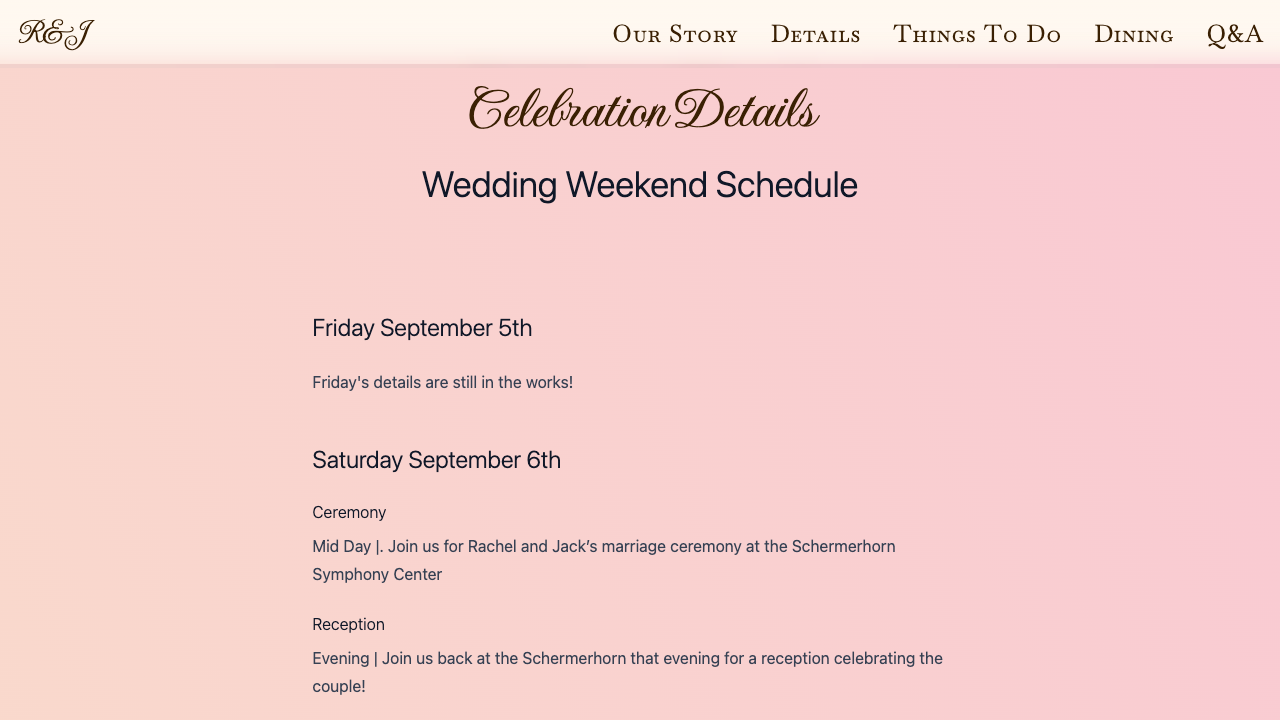 R&J
Our Story Details Things To Do Dining Q&A
Celebration Details
Wedding Weekend Schedule
Friday September 5th
Friday's details are still in the works!
Saturday September 6th
Ceremony
Mid Day |. Join us for Rachel and Jack’s marriage ceremony at the Schermerhorn
Symphony Center
Reception
Evening | Join us back at the Schermerhorn that evening for a reception celebrating the
couple!